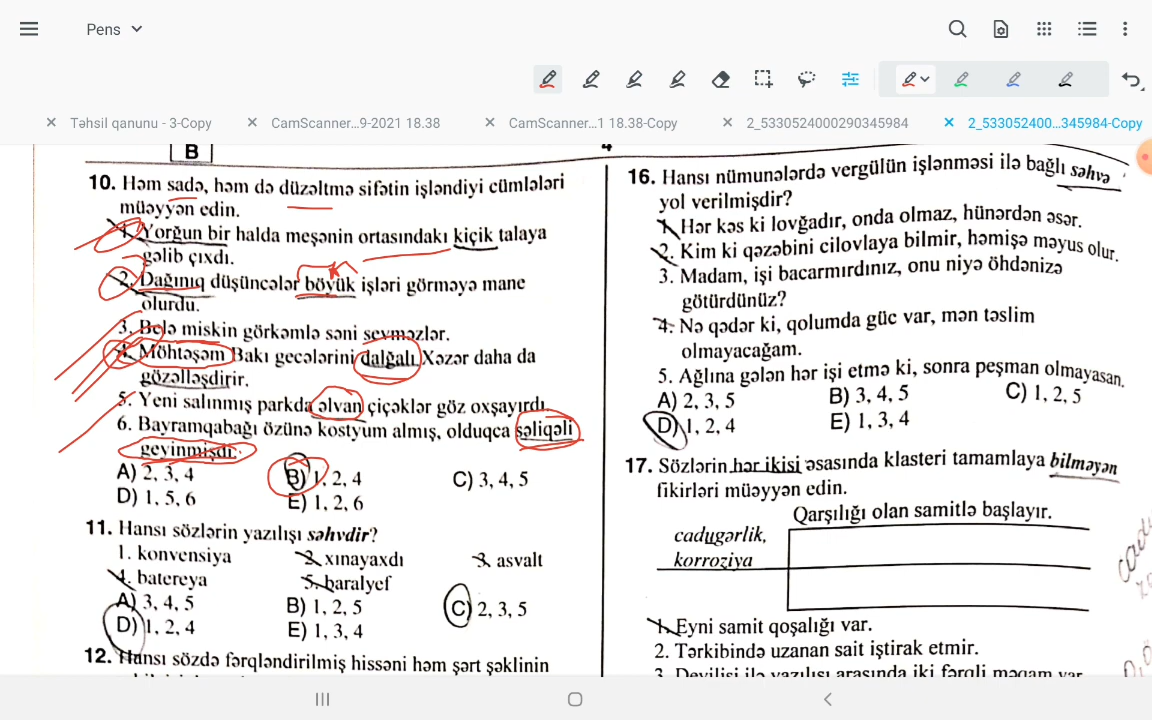 Pens
Təhsil qanunu - 3-Copy
CamScanner...9-2021 18.38
CamScanner...1 18.38-Copy
2_5330524000290345984
2_533052400...345984-Copy
B
4
10. Həm sadə, həm də düzəltmə sifətin işləndiyi cümlələri
müəyyən edin.
1. Yorğun bir halda meşənin ortasındakı kiçik talaya
gəlib çıxdı.
2. Dağınıq düşüncələr böyük işləri görməyə mane
olurdu.
3. Belə miskin görkəmlə səni sevməzlər.
4. Möhtəşəm Bakı gecələrini dalğalı Xəzər daha da
gözəlləşdirir.
5. Yeni salınmış parkda əlvan çiçəklər göz oxşayırdı.
6. Bayramqabağı özünə kostyum almış, olduqca səliqəli
geyinmişdi.
A) 2, 3, 4
B) 1, 2, 4
C) 3, 4, 5
D) 1, 5, 6
E) 1, 2, 6
11. Hansı sözlərin yazılışı səhvdir?
1. konvensiya
2. xınayaxdı
3. asvalt
4. batereya
5. baralyef
A) 3, 4, 5
B) 1, 2, 5
C) 2, 3, 5
D) 1, 2, 4
E) 1, 3, 4
12. Hansı sözdə fərqləndirilmiş hissəni həm şərt şəklinin
16. Hansı nümunələrdə vergülün işlənməsi ilə bağlı səhvə
yol verilmişdir?
1. Hər kəs ki lovğadır, onda olmaz, hünərdən əsər.
2. Kim ki qəzəbini cilovlaya bilmir, həmişə məyus olur.
3. Madam, işi bacarmırdınız, onu niyə öhdənizə
götürdünüz?
4. Nə qədər ki, qolumda güc var, mən təslim
olmayacağam.
5. Ağlına gələn hər işi etmə ki, sonra peşman olmayasan.
A) 2, 3, 5
B) 3, 4, 5
C) 1, 2, 5
D) 1, 2, 4
E) 1, 3, 4
17. Sözlərin hər ikisi əsasında klasteri tamamlaya bilməyən
fikirləri müəyyən edin.
Qarşılığı olan samitlə başlayır.
cadugərlik,
korroziya
1. Eyni samit qoşalığı var.
2. Tərkibində uzanan sait iştirak etmir.
3. Deyilişi ilə yazılışı arasında iki fərqli məqam var.